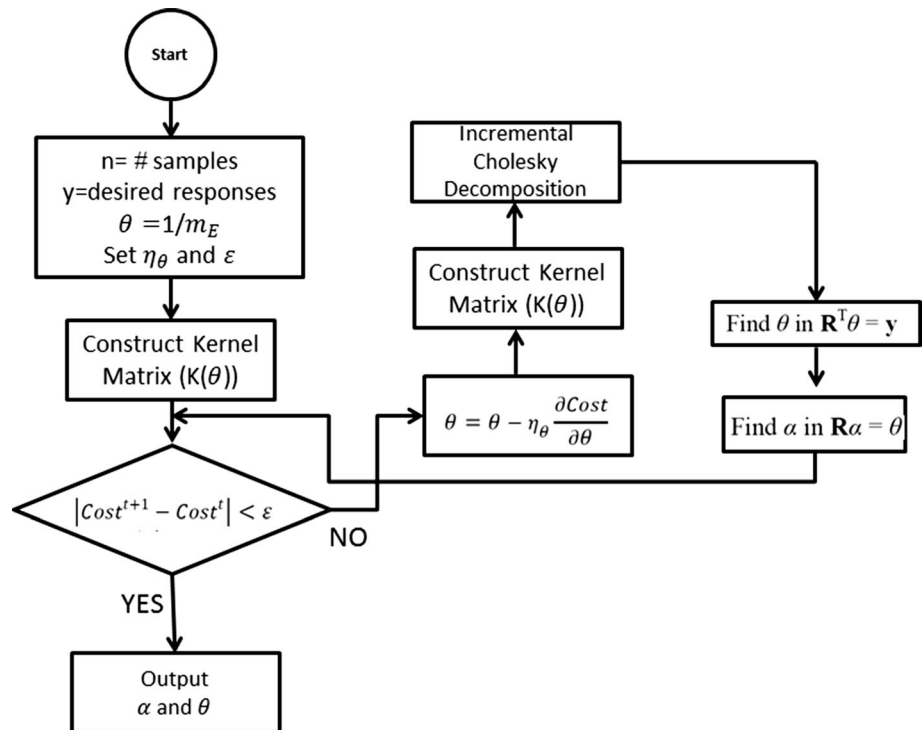 Start
n= # samples
y=desired responses
θ =1/m_E
Set η_θ and ε
Construct Kernel
Matrix (K(θ))
|Cost^{t+1} − Cost^t| < ε
NO
YES
Output
α and θ
θ = θ − η_θ ∂Cost/∂θ
Construct Kernel
Matrix (K(θ))
Incremental
Cholesky
Decomposition
Find θ in R^Tθ = y
Find α in Rα = θ